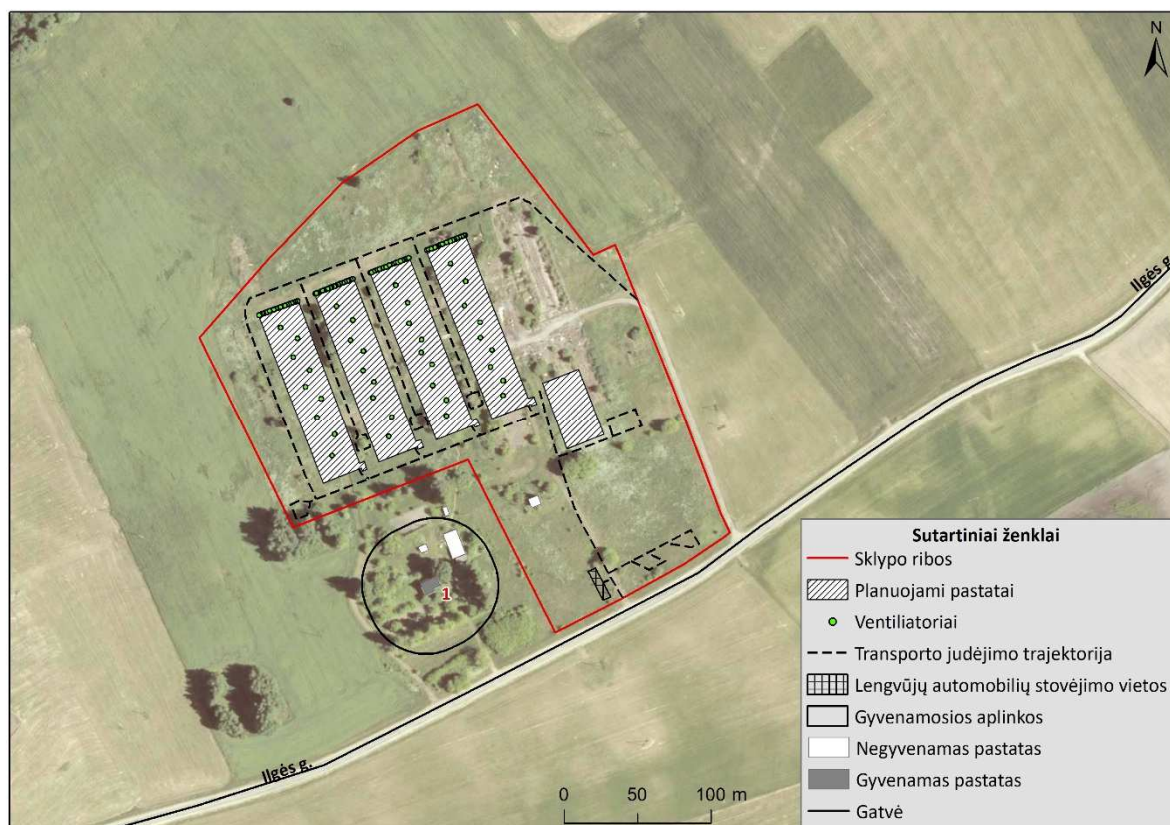 N
Ilgės g.
1
Ilgės g.
0 50 100 m
Sutartiniai ženklai
Sklypo ribos
Planuojami pastatai
Ventiliatoriai
Transporto judėjimo trajektorija
Lengvūjų automobilių stovėjimo vietos
Gyvenamosios aplinkos
Negyvenamas pastatas
Gyvenamas pastatas
Gatvė